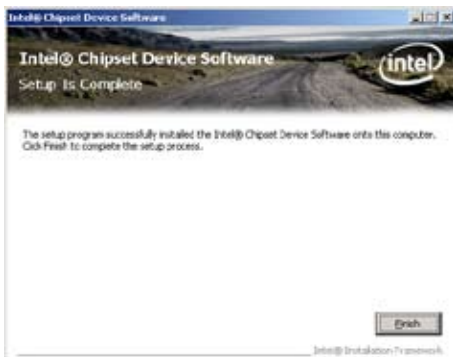 Intel® Chipset Device Software
Intel® Chipset Device Software
Setup Is Complete
intel
The setup program successfully installed the Intel® Chipset Device Software onto this computer.
Click Finish to complete the setup process.
Finish
Intel® Installation Framework